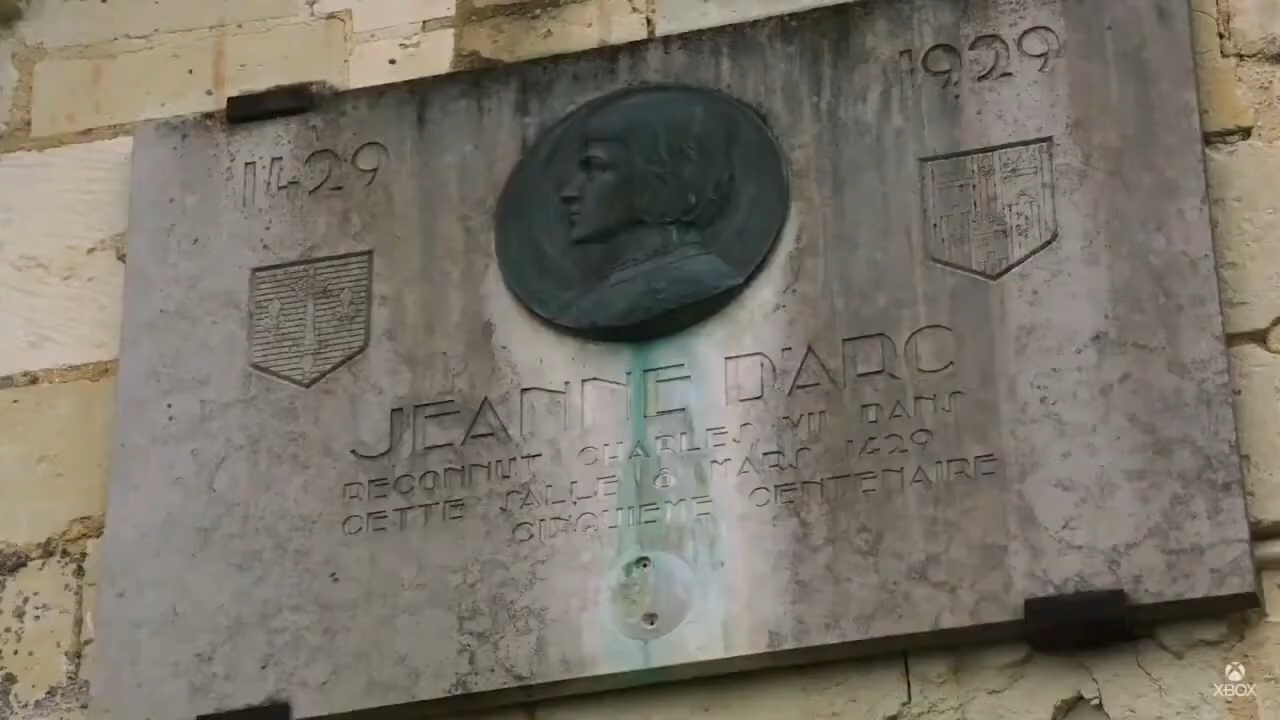 1429
1929
JEANNE D'ARC
RECONNUT CHARLES VII DANS
CETTE SALLE 8 MARS 1429
CINQUIEME CENTENAIRE
XBOX